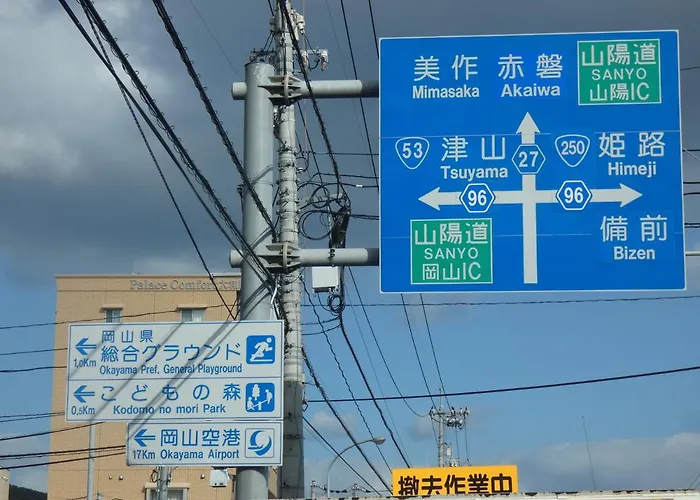 美作 赤磐
Mimasaka Akaiwa
山陽道
SANYO
山陽IC
53 津山
Tsuyama
27
250 姫路
Himeji
96
96
山陽道
SANYO
岡山IC
備前
Bizen
Palace Comfort
岡山県
総合グラウンド
1.0Km Okayama Pref. General Playground
こどもの森
0.5Km Kodomo no mori Park
岡山空港
17Km Okayama Airport
撤去作業中